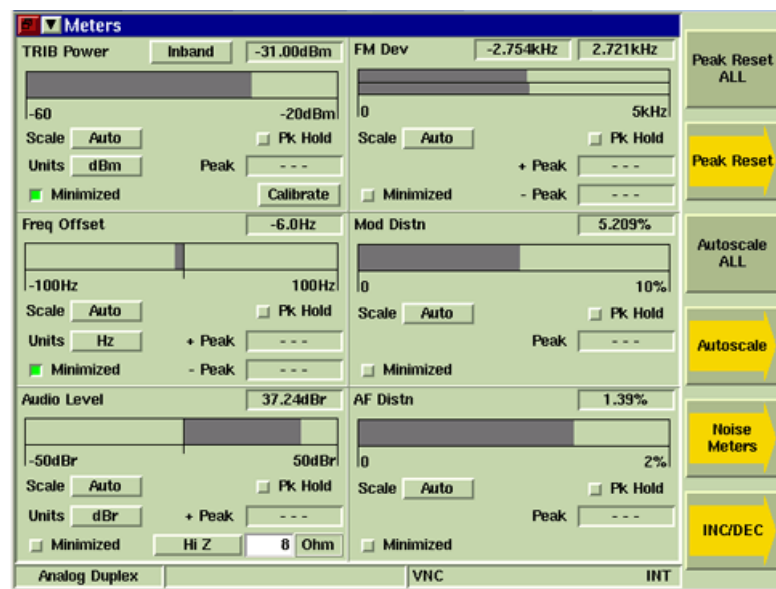 Meters
TRIB Power Inband -31.00dBm
-60 -20dBm
Scale Auto Pk Hold
Units dBm Peak - - -
Minimized Calibrate
FM Dev -2.754kHz 2.721kHz
0 5kHz
Scale Auto Pk Hold
+ Peak - - -
Minimized - Peak - - -
Freq Offset -6.0Hz
-100Hz 100Hz
Scale Auto Pk Hold
Units Hz + Peak - - -
Minimized - Peak - - -
Mod Distn 5.209%
0 10%
Scale Auto Pk Hold
Peak - - -
Minimized
Audio Level 37.24dBr
-50dBr 50dBr
Scale Auto Pk Hold
Units dBr + Peak - - -
Minimized Hi Z 8 Ohm
AF Distn 1.39%
0 2%
Scale Auto Pk Hold
Peak - - -
Minimized
Analog Duplex VNC INT
Peak Reset
ALL
Peak Reset
Autoscale
ALL
Autoscale
Noise
Meters
INC/DEC